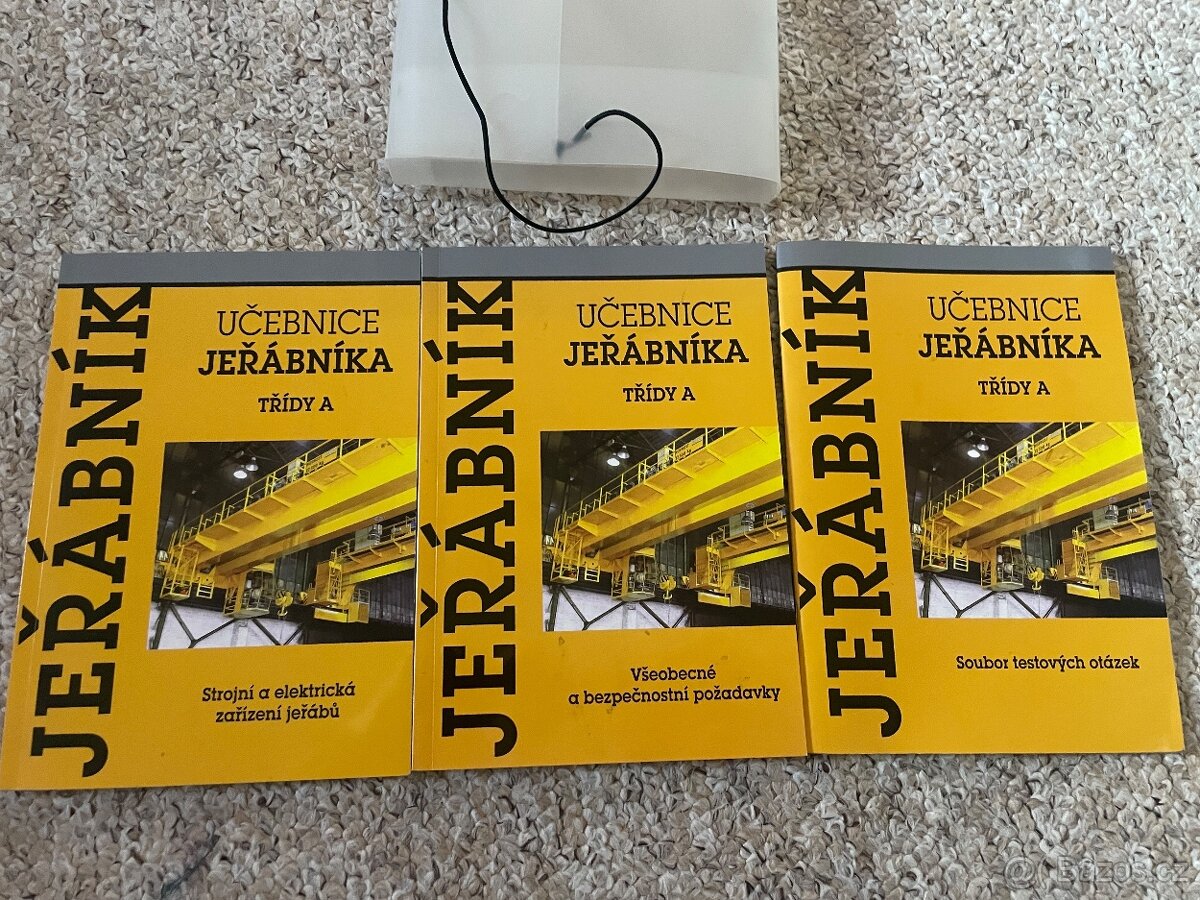 JEŘÁBNÍK
UČEBNICE
JEŘÁBNÍKA
TŘÍDY A
Strojní a elektrická
zařízení jeřábů
JEŘÁBNÍK
UČEBNICE
JEŘÁBNÍKA
TŘÍDY A
Všeobecné
a bezpečnostní požadavky
JEŘÁBNÍK
UČEBNICE
JEŘÁBNÍKA
TŘÍDY A
Soubor testových otázek
Bazos.cz